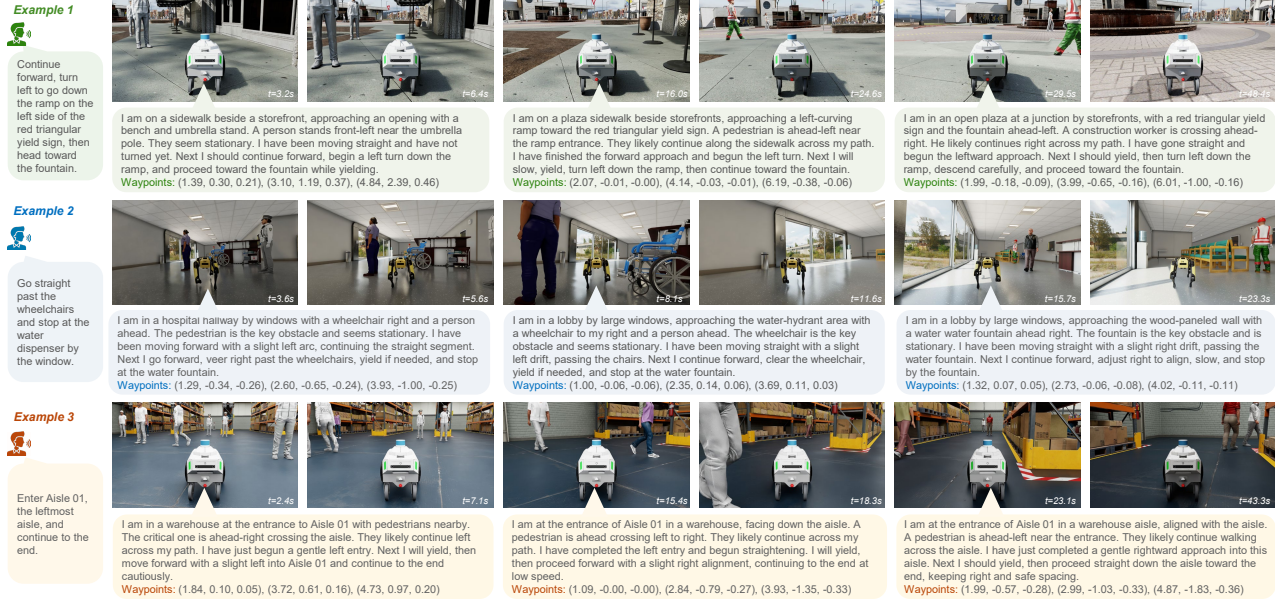 Example 1
Continue
forward, turn
left to go down
the ramp on the
left side of the
red triangular
yield sign, then
head toward
the fountain.
t=3.2s
t=6.4s
t=16.0s
t=24.6s
t=29.5s
t=48.4s
I am on a sidewalk beside a storefront, approaching an opening with a
bench and umbrella stand. A person stands front-left near the umbrella
pole. They seem stationary. I have been moving straight and have not
turned yet. Next I should continue forward, begin a left turn down the
ramp, and proceed toward the fountain while yielding.
Waypoints: (1.39, 0.30, 0.21), (3.10, 1.19, 0.37), (4.84, 2.39, 0.46)
I am on a plaza sidewalk beside storefronts, approaching a left-curving
ramp toward the red triangular yield sign. A pedestrian is ahead-left near
the ramp entrance. They likely continue along the sidewalk across my path.
I have finished the forward approach and begun the left turn. Next I will
slow, yield, turn left down the ramp, then continue toward the fountain.
Waypoints: (2.07, -0.01, -0.00), (4.14, -0.03, -0.01), (6.19, -0.38, -0.06)
I am in an open plaza at a junction by storefronts, with a red triangular yield
sign and the fountain ahead-left. A construction worker is crossing ahead-
right. He likely continues right across my path. I have gone straight and
begun the leftward approach. Next I should yield, then turn left down the
ramp, descend carefully, and proceed toward the fountain.
Waypoints: (1.99, -0.18, -0.09), (3.99, -0.65, -0.16), (6.01, -1.00, -0.16)
Example 2
Go straight
past the
wheelchairs
and stop at the
water
dispenser by
the window.
t=3.6s
t=5.6s
t=8.1s
t=11.6s
t=15.7s
t=23.3s
I am in a hospital hallway by windows with a wheelchair right and a person
ahead. The pedestrian is the key obstacle and seems stationary. I have
been moving forward with a slight left arc, continuing the straight segment.
Next I go forward, veer right past the wheelchairs, yield if needed, and stop
at the water fountain.
Waypoints: (1.29, -0.34, -0.26), (2.60, -0.65, -0.24), (3.93, -1.00, -0.25)
I am in a lobby by large windows, approaching the water-hydrant area with
a wheelchair to my right and a person ahead. The wheelchair is the key
obstacle and seems stationary. I have been moving straight with a slight
left drift, passing the chairs. Next I continue forward, clear the wheelchair,
yield if needed, and stop at the water fountain.
Waypoints: (1.00, -0.06, -0.06), (2.35, 0.14, 0.06), (3.69, 0.11, 0.03)
I am in a lobby by large windows, approaching the wood-paneled wall with
a water water fountain ahead right. The fountain is the key obstacle and is
stationary. I have been moving straight with a slight right drift, passing the
water fountain. Next I continue forward, adjust right to align, slow, and stop
by the fountain.
Waypoints: (1.32, 0.07, 0.05), (2.73, -0.06, -0.08), (4.02, -0.11, -0.11)
Example 3
Enter Aisle 01,
the leftmost
aisle, and
continue to the
end.
t=2.4s
t=7.1s
t=15.4s
t=18.3s
t=23.1s
t=43.3s
I am in a warehouse at the entrance to Aisle 01 with pedestrians nearby.
The critical one is ahead-right crossing the aisle. They likely continue left
across my path. I have just begun a gentle left entry. Next I will yield, then
move forward with a slight left into Aisle 01 and continue to the end
cautiously.
Waypoints: (1.84, 0.10, 0.05), (3.72, 0.61, 0.16), (4.73, 0.97, 0.20)
I am at the entrance of Aisle 01 in a warehouse, facing down the aisle. A
pedestrian is ahead crossing left to right. They likely continue across my
path. I have completed the left entry and begun straightening. I will yield,
then proceed forward with a slight right alignment, continuing to the end at
low speed.
Waypoints: (1.09, -0.00, -0.00), (2.84, -0.79, -0.27), (3.93, -1.35, -0.33)
I am at the entrance of Aisle 01 in a warehouse aisle, aligned with the aisle.
A pedestrian is ahead-left near the entrance. They likely continue walking
across the aisle. I have just completed a gentle rightward approach into this
aisle. Next I should yield, then proceed straight down the aisle toward the
end, keeping right and safe spacing.
Waypoints: (1.99, -0.57, -0.28), (2.99, -1.03, -0.33), (4.87, -1.83, -0.36)